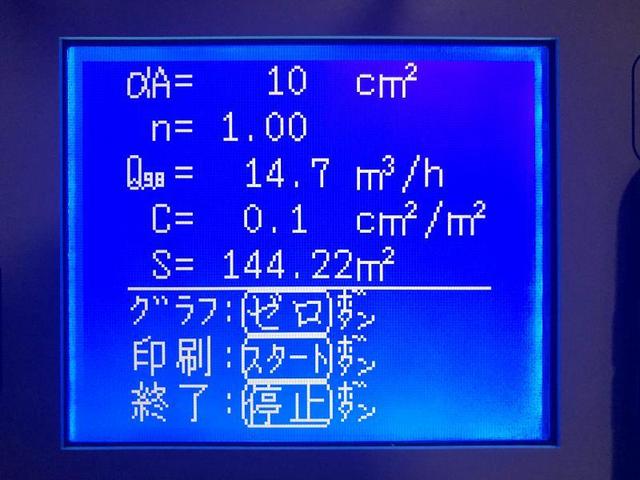 αA= 10 cm²
n= 1.00
Q9.8= 14.7 m³/h
C= 0.1 cm²/m²
S= 144.22m²
グラフ:(ゼロ)ボタン
印刷:(スタート)ボタン
終了:(停止)ボタン